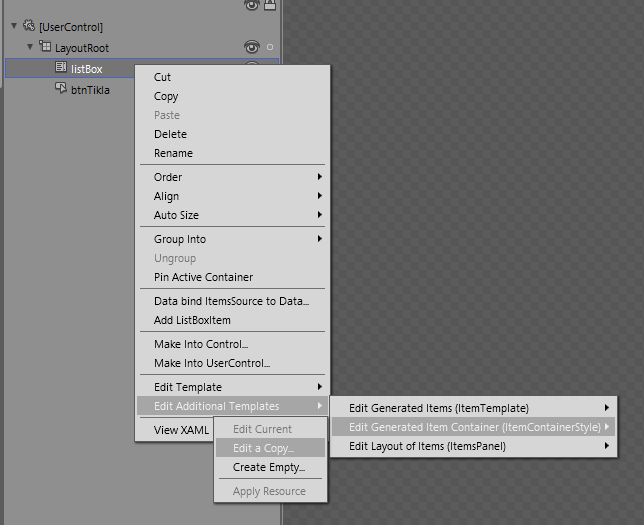 [UserControl]
LayoutRoot
listBox
btnTikla
Cut
Copy
Paste
Delete
Rename
Order
Align
Auto Size
Group Into
Ungroup
Pin Active Container
Data bind ItemsSource to Data...
Add ListBoxItem
Make Into Control...
Make Into UserControl...
Edit Template
Edit Additional Templates
View XAML
Edit Generated Items (ItemTemplate)
Edit Generated Item Container (ItemContainerStyle)
Edit Layout of Items (ItemsPanel)
Edit Current
Edit a Copy...
Create Empty...
Apply Resource